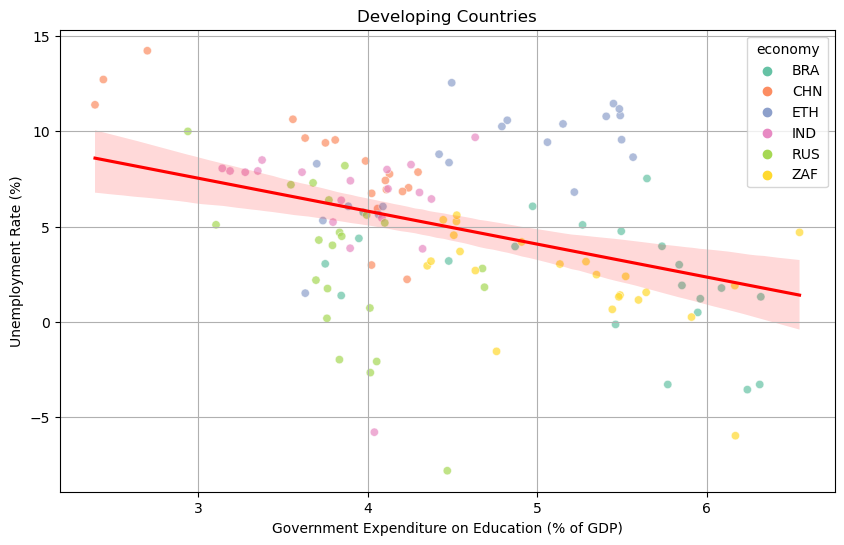 Developing Countries
15
10
5
0
−5
3
4
5
6
Unemployment Rate (%)
Government Expenditure on Education (% of GDP)
economy
BRA
CHN
ETH
IND
RUS
ZAF